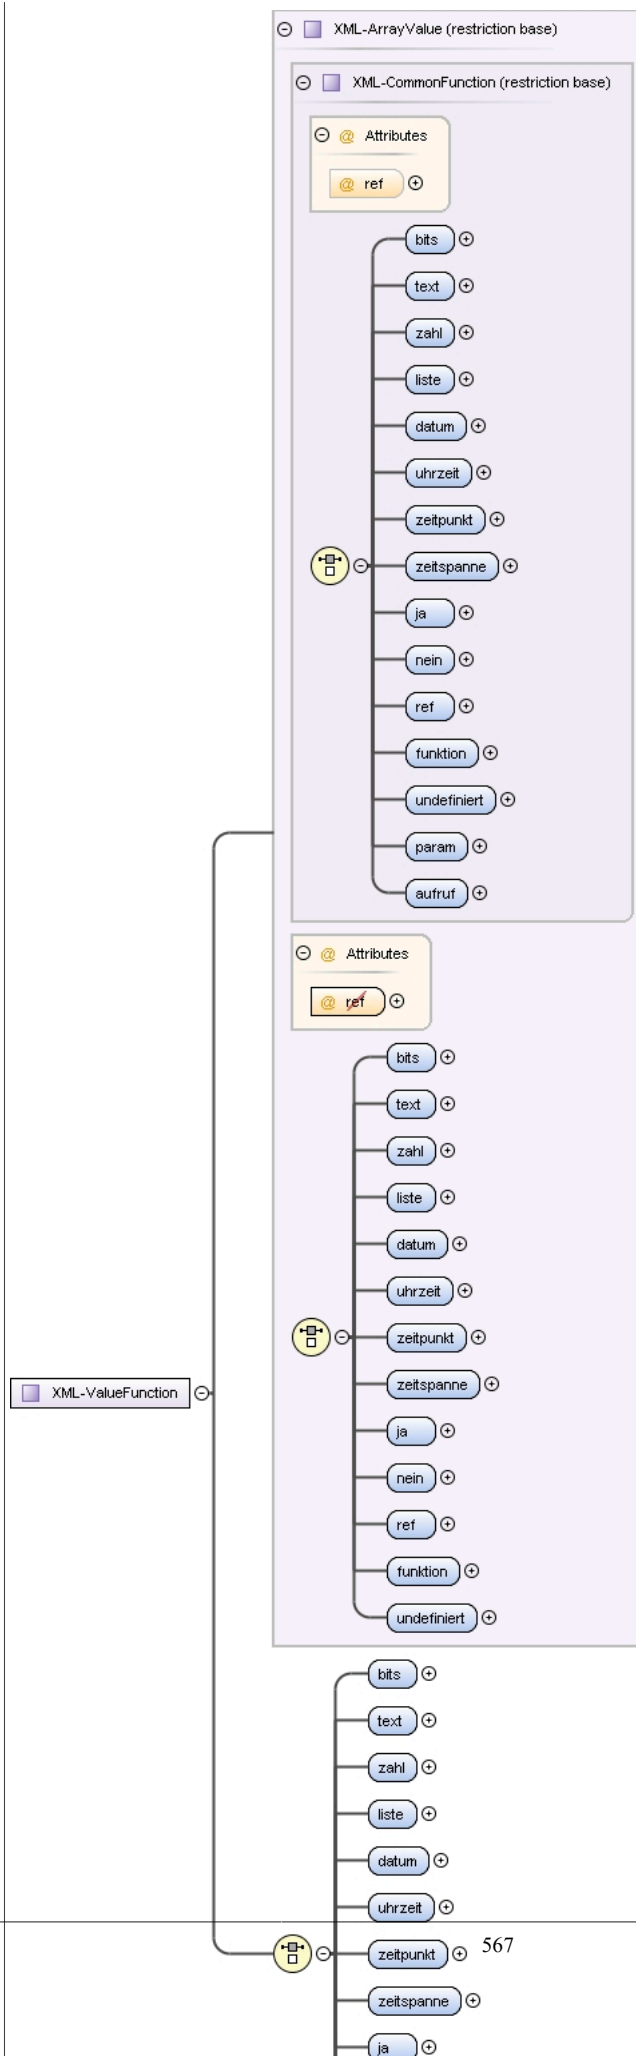 XML-ArrayValue (restriction base)
XML-CommonFunction (restriction base)
@ Attributes
@ ref
bits
text
zahl
liste
datum
uhrzeit
zeitpunkt
zeitspanne
ja
nein
ref
funktion
undefiniert
param
aufruf
@ Attributes
@ ref
bits
text
zahl
liste
datum
uhrzeit
zeitpunkt
zeitspanne
XML-ValueFunction
ja
nein
ref
funktion
undefiniert
bits
text
zahl
liste
datum
uhrzeit
zeitpunkt
567
zeitspanne
ja